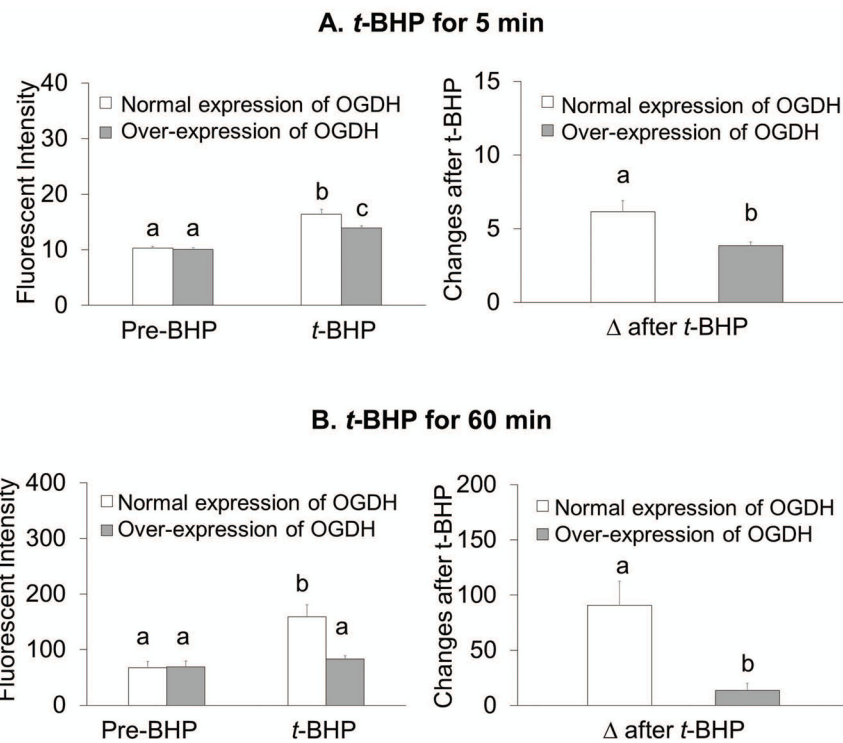 A. t-BHP for 5 min
Fluorescent Intensity
40
30
20
10
0
Normal expression of OGDH
Over-expression of OGDH
a a b c
Pre-BHP t-BHP
Changes after t-BHP
15
10
5
0
Normal expression of OGDH
Over-expression of OGDH
a b
Δ after t-BHP
B. t-BHP for 60 min
Fluorescent Intensity
400
300
200
100
0
Normal expression of OGDH
Over-expression of OGDH
a a b a
Pre-BHP t-BHP
Changes after t-BHP
200
150
100
50
0
Normal expression of OGDH
Over-expression of OGDH
a b
Δ after t-BHP